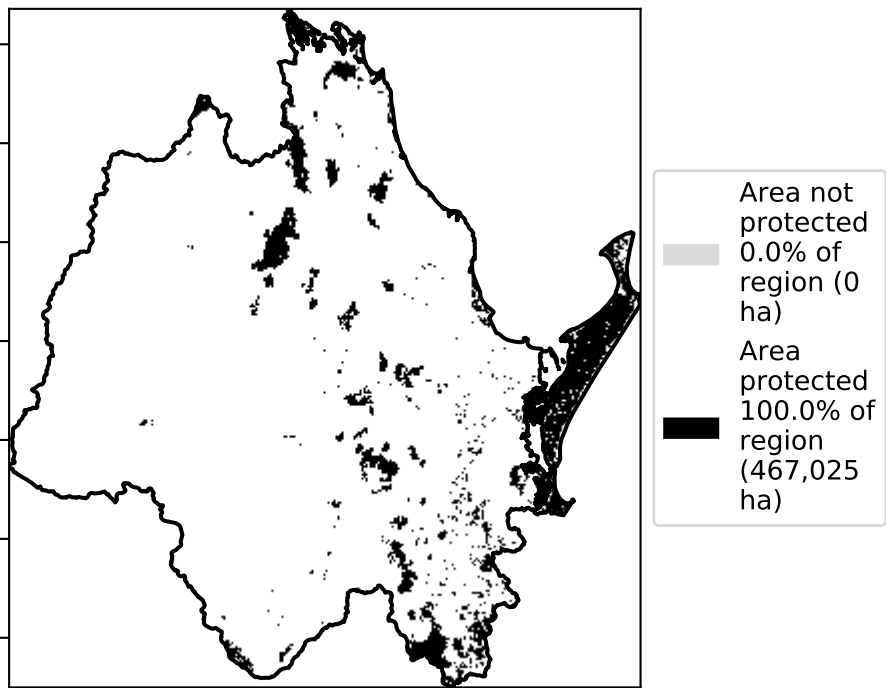 Area not
protected
0.0% of
region (0
ha)
Area
protected
100.0% of
region
(467,025
ha)